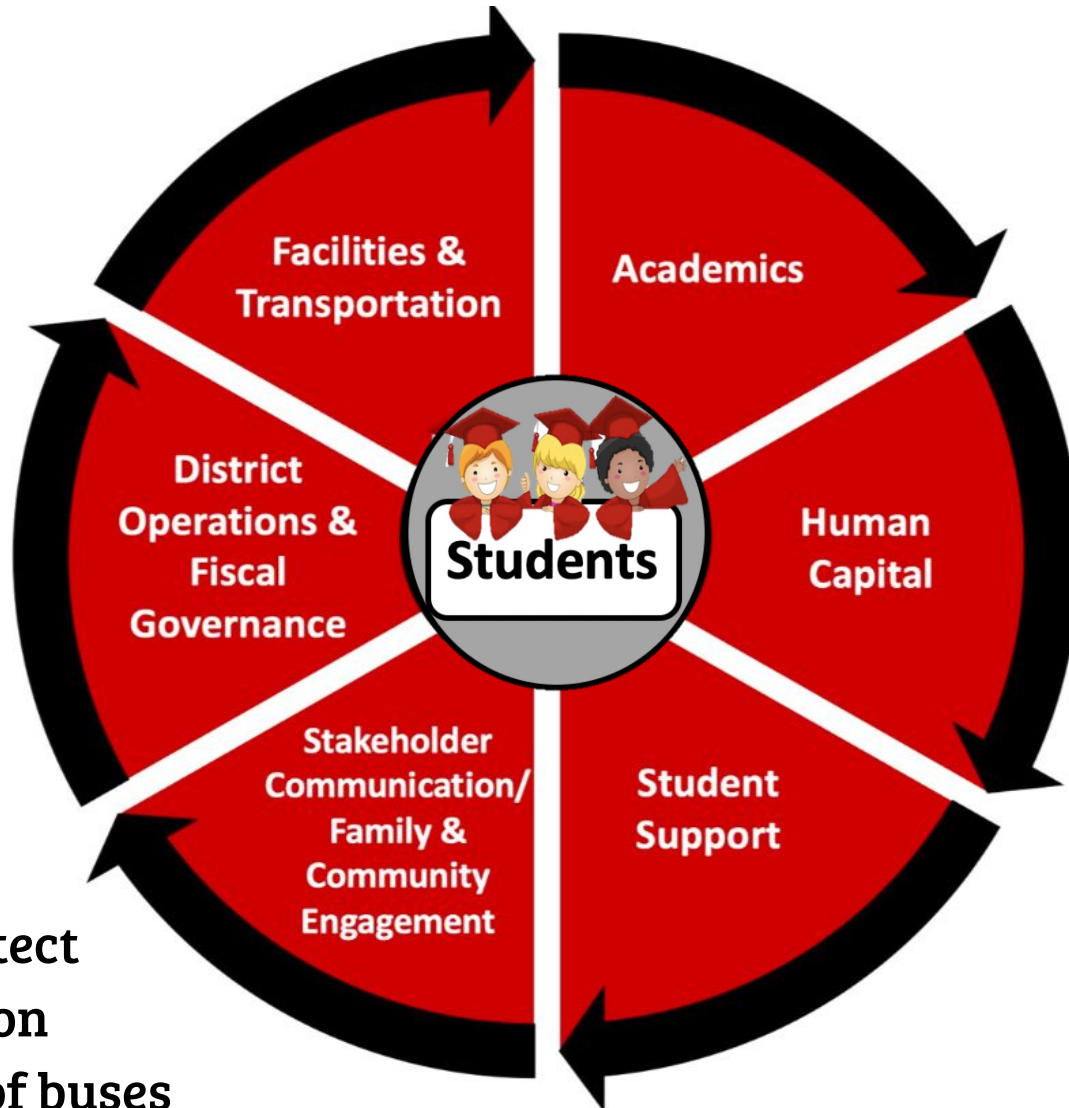 Facilities &
Transportation
Academics
District
Operations &
Fiscal
Governance
Students
Human
Capital
Stakeholder
Communication/
Family &
Community
Engagement
Student
Support
of buses